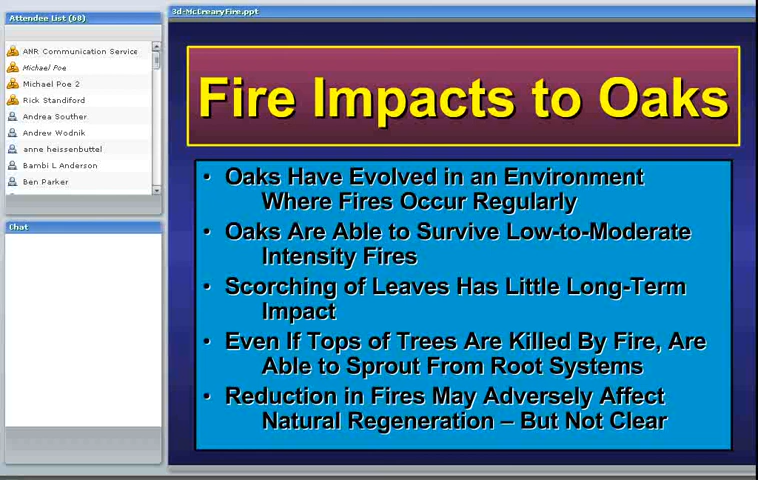 Attendee List (60)
ANR Communication Service
Michael Poe
Michael Poe 2
Rick Standiford
Andrea Souther
Andrew Wodnik
anne heissenbuttel
Bambi L Anderson
Ben Parker
Chat
3d-McCrearyFire.ppt
Fire Impacts to Oaks
• Oaks Have Evolved in an Environment
Where Fires Occur Regularly
• Oaks Are Able to Survive Low-to-Moderate
Intensity Fires
• Scorching of Leaves Has Little Long-Term
Impact
• Even If Tops of Trees Are Killed By Fire, Are
Able to Sprout From Root Systems
• Reduction in Fires May Adversely Affect
Natural Regeneration – But Not Clear